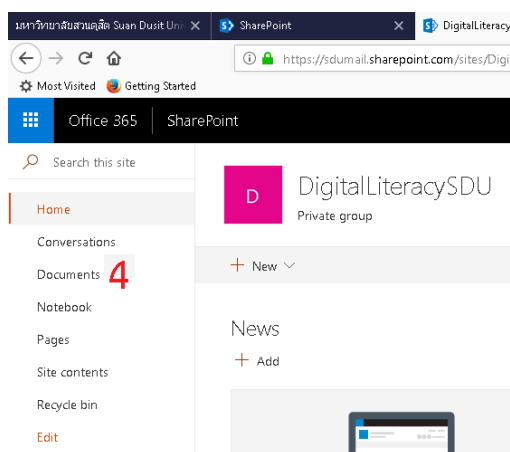 มหาวิทยาลัยสวนดุสิต Suan Dusit Uni
SharePoint
DigitalLiteracy
https://sdumail.sharepoint.com/sites/Digi
Most Visited
Getting Started
Office 365
SharePoint
Search this site
Home
Conversations
Documents 4
Notebook
Pages
Site contents
Recycle bin
Edit
D
DigitalLiteracySDU
Private group
+ New
News
+ Add